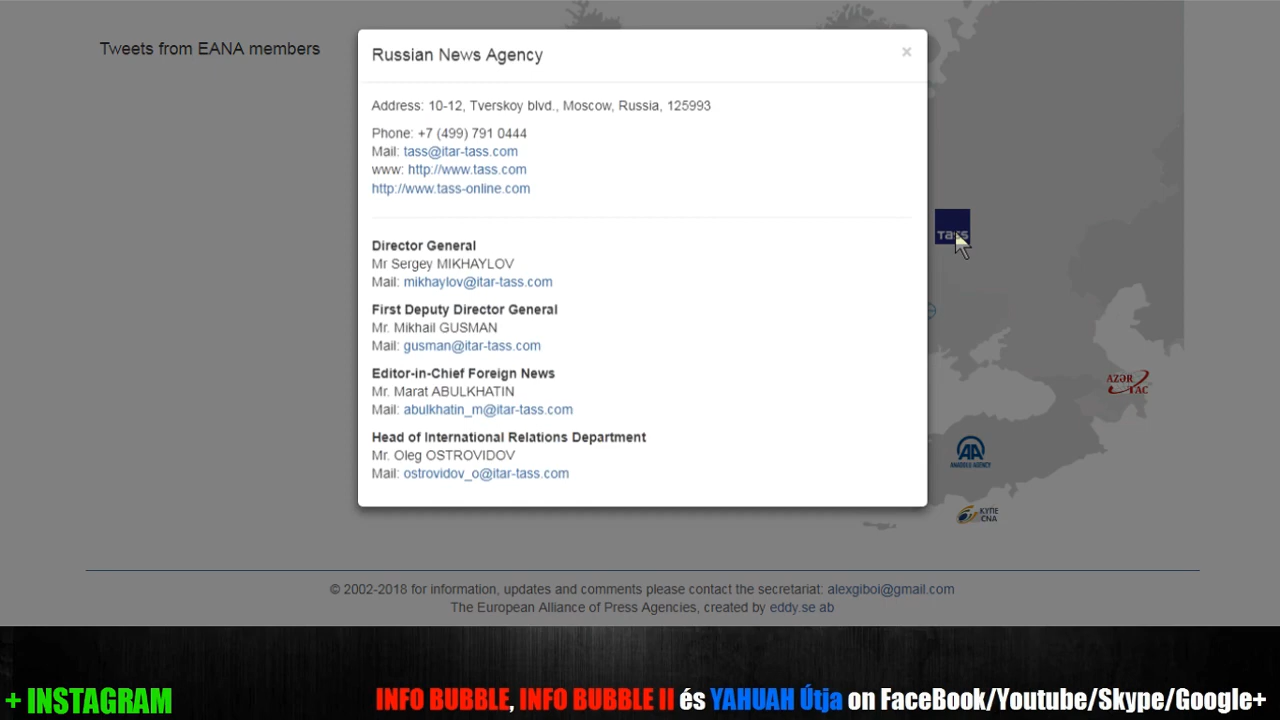 Tweets from EANA members
Russian News Agency
×
Address: 10-12, Tverskoy blvd., Moscow, Russia, 125993
Phone: +7 (499) 791 0444
Mail: tass@itar-tass.com
www: http://www.tass.com
http://www.tass-online.com
Director General
Mr Sergey MIKHAYLOV
Mail: mikhaylov@itar-tass.com
First Deputy Director General
Mr. Mikhail GUSMAN
Mail: gusman@itar-tass.com
Editor-in-Chief Foreign News
Mr. Marat ABULKHATIN
Mail: abulkhatin_m@itar-tass.com
Head of International Relations Department
Mr. Oleg OSTROVIDOV
Mail: ostrovidov_o@itar-tass.com
TASS
AZƏR
TAC
AA
ANADOLU AGENCY
ΚΥΠΕ
CNA
© 2002-2018 for information, updates and comments please contact the secretariat: alexgiboi@gmail.com
The European Alliance of Press Agencies, created by eddy.se ab
+ INSTAGRAM
INFO BUBBLE, INFO BUBBLE II és YAHUAH Útja on FaceBook/Youtube/Skype/Google+